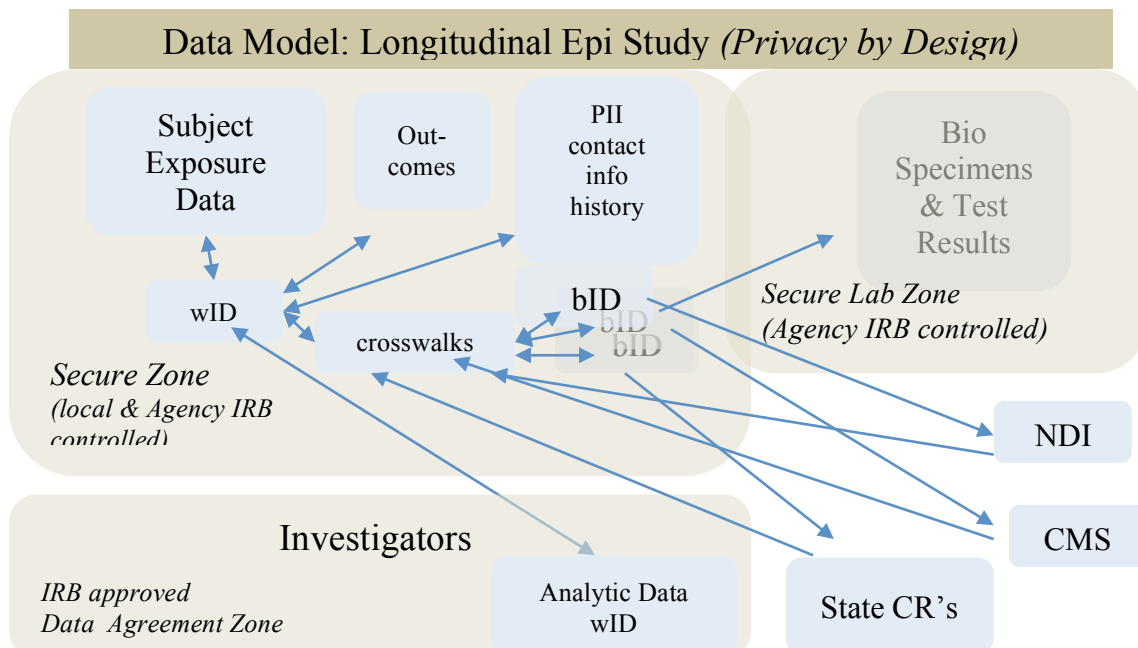 Data Model: Longitudinal Epi Study (Privacy by Design)
Subject
Exposure
Data
Out-
comes
PII
contact
info
history
Bio
Specimens
& Test
Results
wID
crosswalks
bID
bID
bID
Secure Lab Zone
(Agency IRB controlled)
Secure Zone
(local & Agency IRB
controlled)
NDI
CMS
State CR’s
Investigators
IRB approved
Data Agreement Zone
Analytic Data
wID